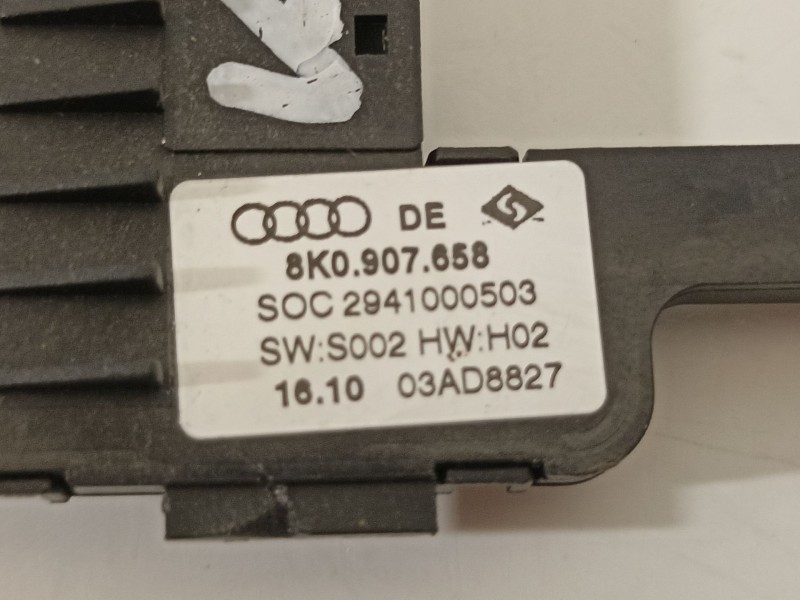 DE S
8K0.907.658
SOC 2941000503
SW:S002 HW:H02
16.10 03AD8827